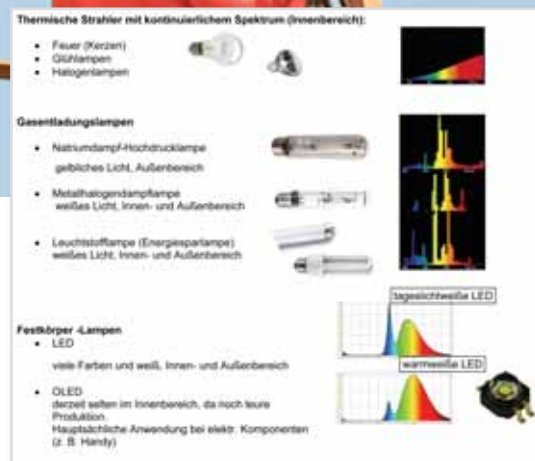 Thermische Strahler mit kontinuierlichem Spektrum (Innenbereich):
• Feuer (Kerzen)
• Glühlampen
• Halogenlampen
Gasentladungslampen
• Natriumdampf-Hochdrucklampe
gelbliches Licht, Außenbereich
• Metallhalogendampflampe
weißes Licht, Innen- und Außenbereich
• Leuchtstofflampe (Energiesparlampe)
weißes Licht, Innen- und Außenbereich
tageslichtweiße LED
Festkörper -Lampen
• LED
warmweiße LED
viele Farben und weiß, Innen- und Außenbereich
• OLED
derzeit selten im Innenbereich, da noch teure
Produktion.
Hauptsächliche Anwendung bei elektr. Komponenten
(z. B. Handy)